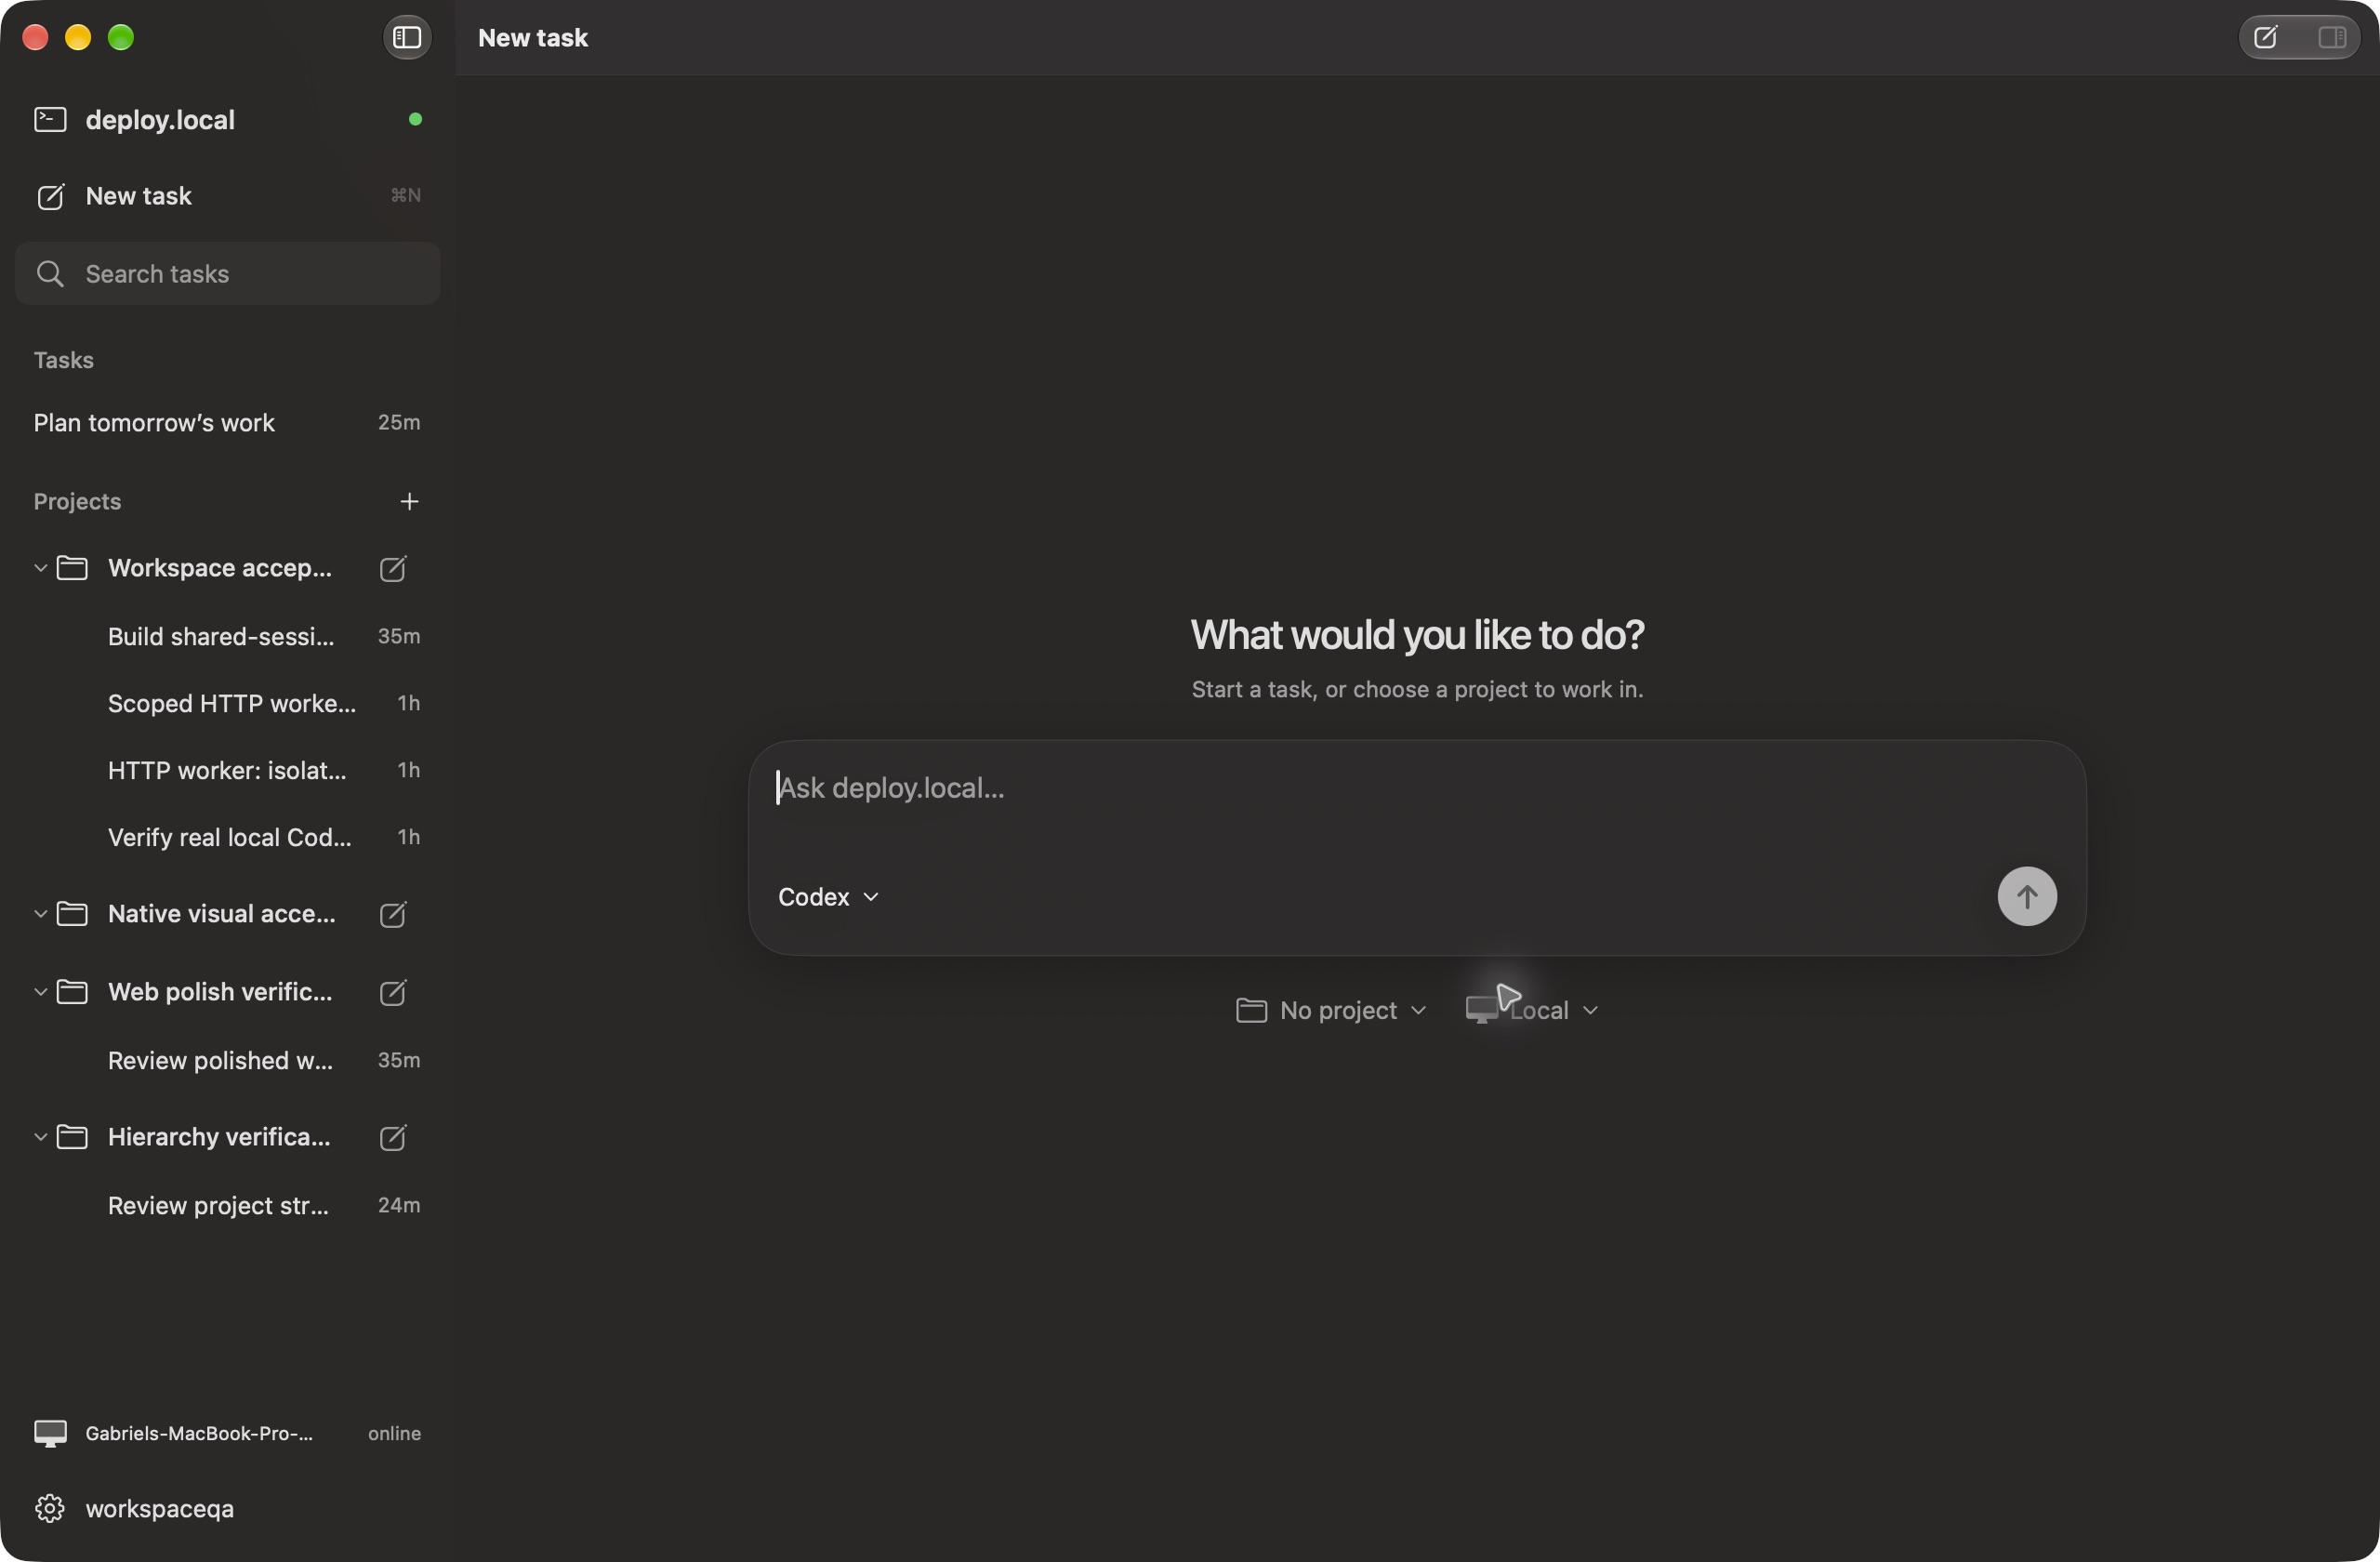 New task
deploy.local
New task ⌘N
Search tasks
Tasks
Plan tomorrow’s work 25m
Projects
Workspace accep...
Build shared-sessi... 35m
Scoped HTTP worke... 1h
HTTP worker: isolat... 1h
Verify real local Cod... 1h
Native visual acce...
Web polish verific...
Review polished w... 35m
Hierarchy verifica...
Review project str... 24m
Gabriels-MacBook-Pro-... online
workspaceqa
What would you like to do?
Start a task, or choose a project to work in.
Ask deploy.local...
Codex
No project Local